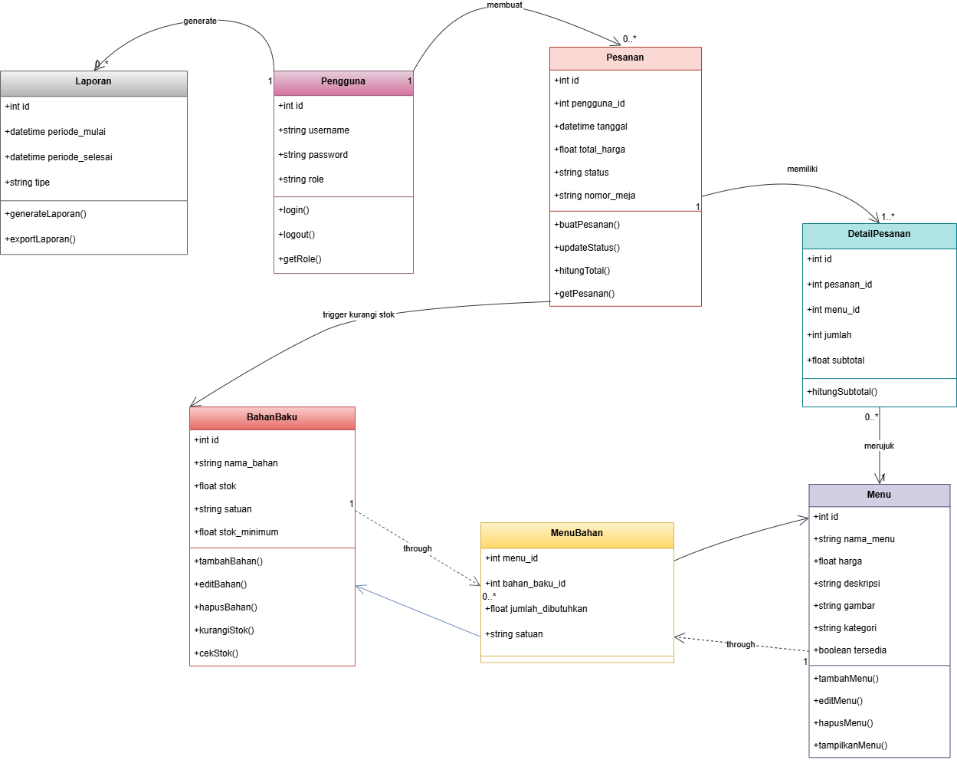 membuat
generate
0..*
0..*
Laporan
+int id
+datetime periode_mulai
+datetime periode_selesai
+string tipe
+generateLaporan()
+exportLaporan()
1
Pengguna
1
+int id
+string username
+string password
+string role
+login()
+logout()
+getRole()
Pesanan
+int id
+int pengguna_id
+datetime tanggal
+float total_harga
+string status
+string nomor_meja
1
+buatPesanan()
+updateStatus()
+hitungTotal()
+getPesanan()
memiliki
1..*
DetailPesanan
+int id
+int pesanan_id
+int menu_id
+int jumlah
+float subtotal
+hitungSubtotal()
trigger kurangi stok
0..*
merujuk
1
BahanBaku
+int id
+string nama_bahan
+float stok
+string satuan
+float stok_minimum
1
+tambahBahan()
+editBahan()
+hapusBahan()
+kurangiStok()
+cekStok()
through
MenuBahan
+int menu_id
+int bahan_baku_id
0..*
+float jumlah_dibutuhkan
+string satuan
through
Menu
+int id
+string nama_menu
+float harga
+string deskripsi
+string gambar
+string kategori
+boolean tersedia
1
+tambahMenu()
+editMenu()
+hapusMenu()
+tampilkanMenu()